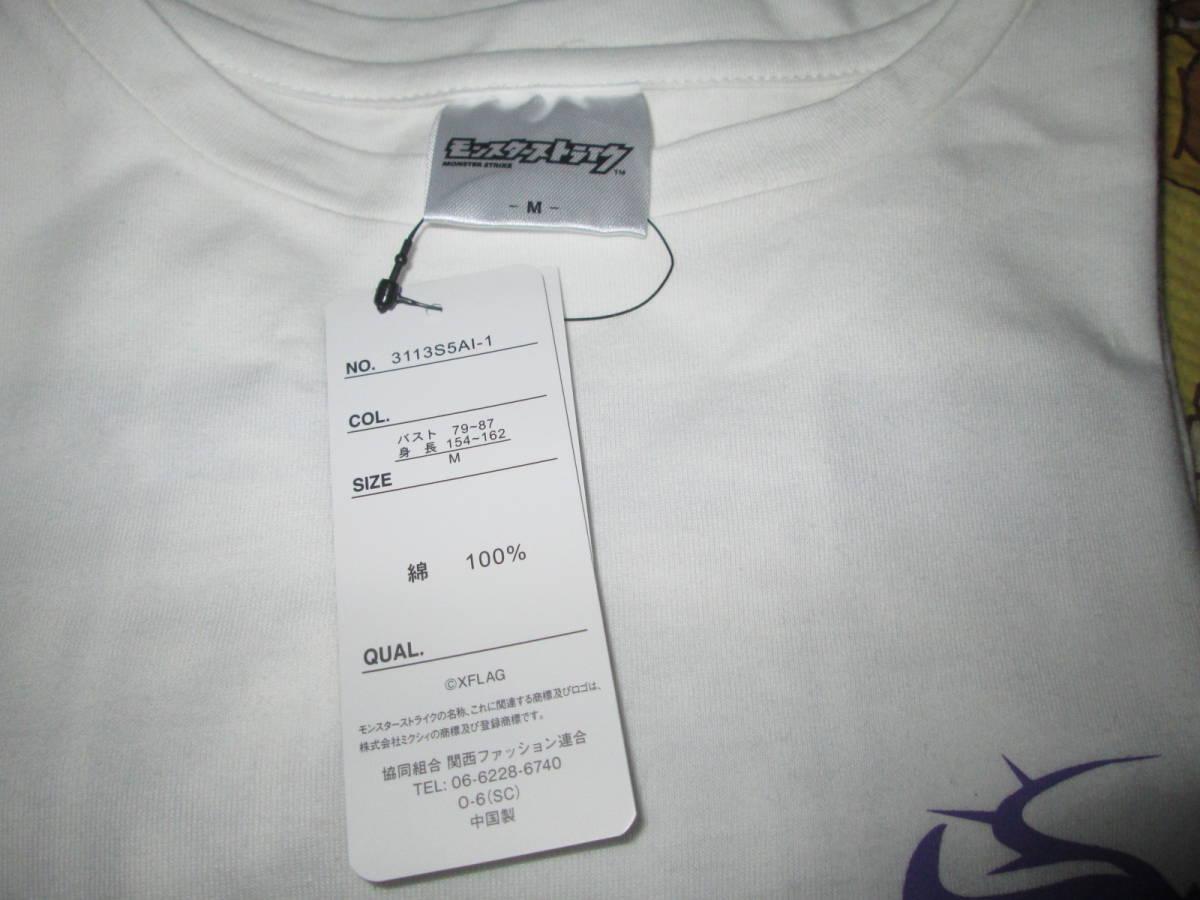 モンスターストライク
MONSTER STRIKE TM
- M -
NO. 3113S5AI-1
COL.
バスト 79~87
身長 154~162
M
SIZE
綿 100%
QUAL.
©XFLAG
モンスターストライクの名称、これに関連する商標及びロゴは、
株式会社ミクシィの商標及び登録商標です。
協同組合 関西ファッション連合
TEL: 06-6228-6740
O-6(SC)
中国製